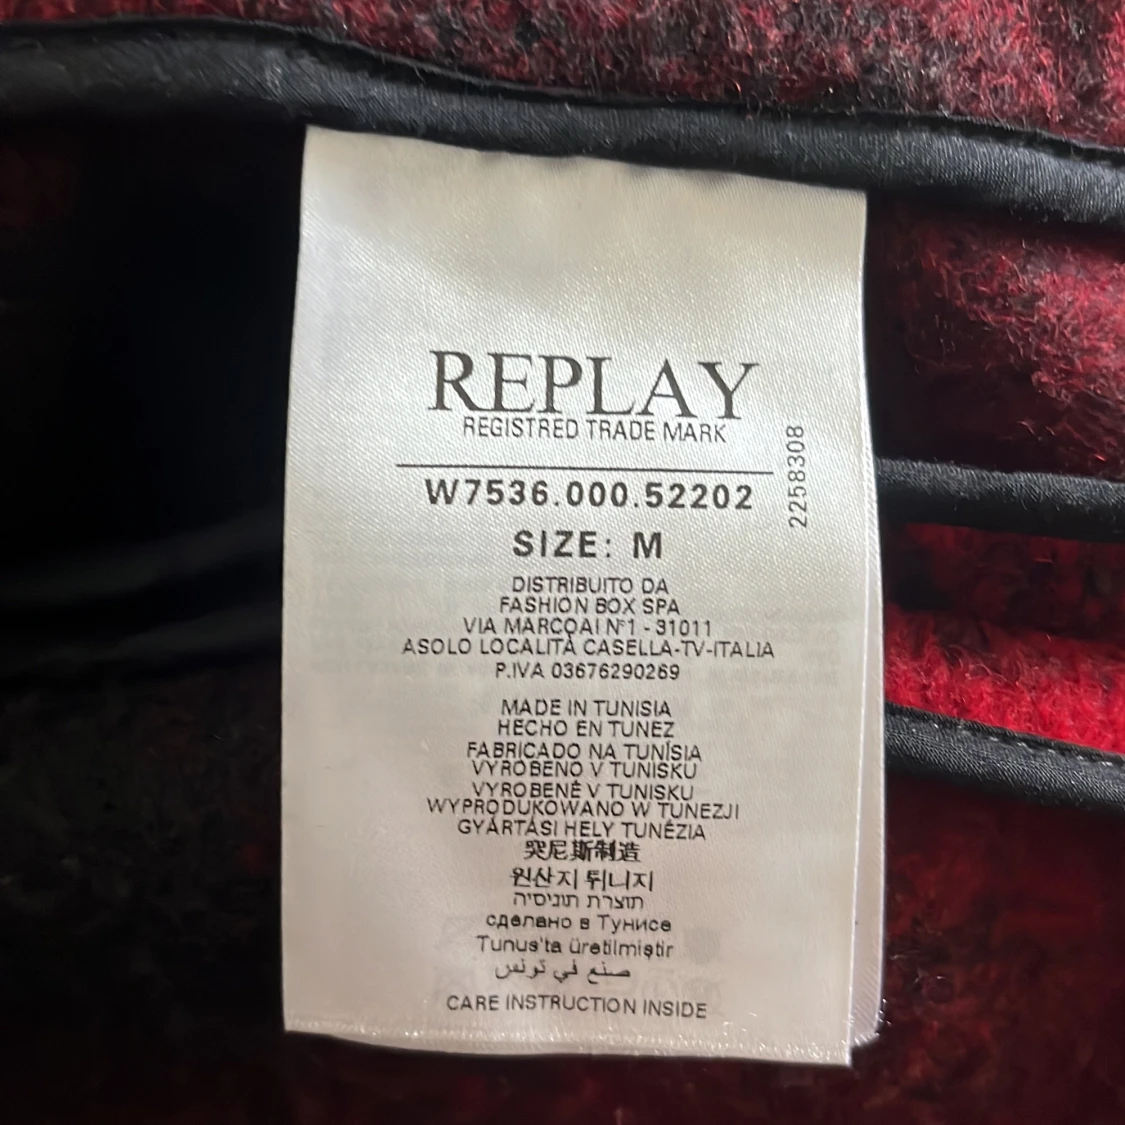 REPLAY
REGISTRED TRADE MARK
2258308
W7536.000.52202
SIZE: M
DISTRIBUITO DA
FASHION BOX SPA
VIA MARCOAI N°1 - 31011
ASOLO LOCALITÀ CASELLA-TV-ITALIA
P.IVA 03676290269
MADE IN TUNISIA
HECHO EN TUNEZ
FABRICADO NA TUNÍSIA
VYROBENO V TUNISKU
VYROBENÉ V TUNISKU
WYPRODUKOWANO W TUNEZJI
GYÁRTÁSI HELY TUNÉZIA
突尼斯制造
원산지 튀니지
תוצרת תוניסיה
сделано в Тунисе
Tunus'ta üretilmiştir
صنع في تونس
CARE INSTRUCTION INSIDE